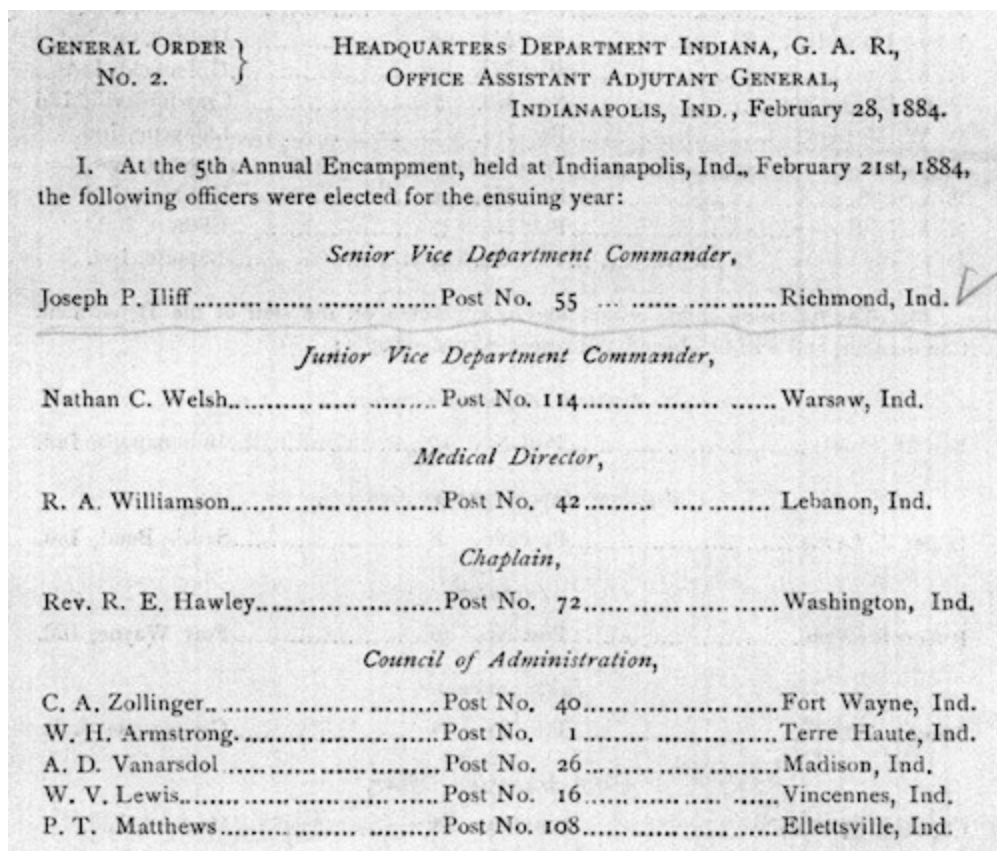 GENERAL ORDER } HEADQUARTERS DEPARTMENT INDIANA, G. A. R.,
No. 2. OFFICE ASSISTANT ADJUTANT GENERAL,
INDIANAPOLIS, IND., February 28, 1884.
I. At the 5th Annual Encampment, held at Indianapolis, Ind., February 21st, 1884,
the following officers were elected for the ensuing year:
Senior Vice Department Commander,
Joseph P. Iliff........................Post No. 55 ... ...... ..... .......Richmond, Ind.
Junior Vice Department Commander,
Nathan C. Welsh........................Post No. 114........................Warsaw, Ind.
Medical Director,
R. A. Williamson........................Post No. 42........................Lebanon, Ind.
Chaplain,
Rev. R. E. Hawley........................Post No. 72........................Washington, Ind.
Council of Administration,
C. A. Zollinger........................Post No. 40........................Fort Wayne, Ind.
W. H. Armstrong........................Post No. 1........................Terre Haute, Ind.
A. D. Vanarsdol ........................Post No. 26........................Madison, Ind.
W. V. Lewis........................Post No. 16........................Vincennes, Ind.
P. T. Matthews........................Post No. 108........................Ellettsville, Ind.